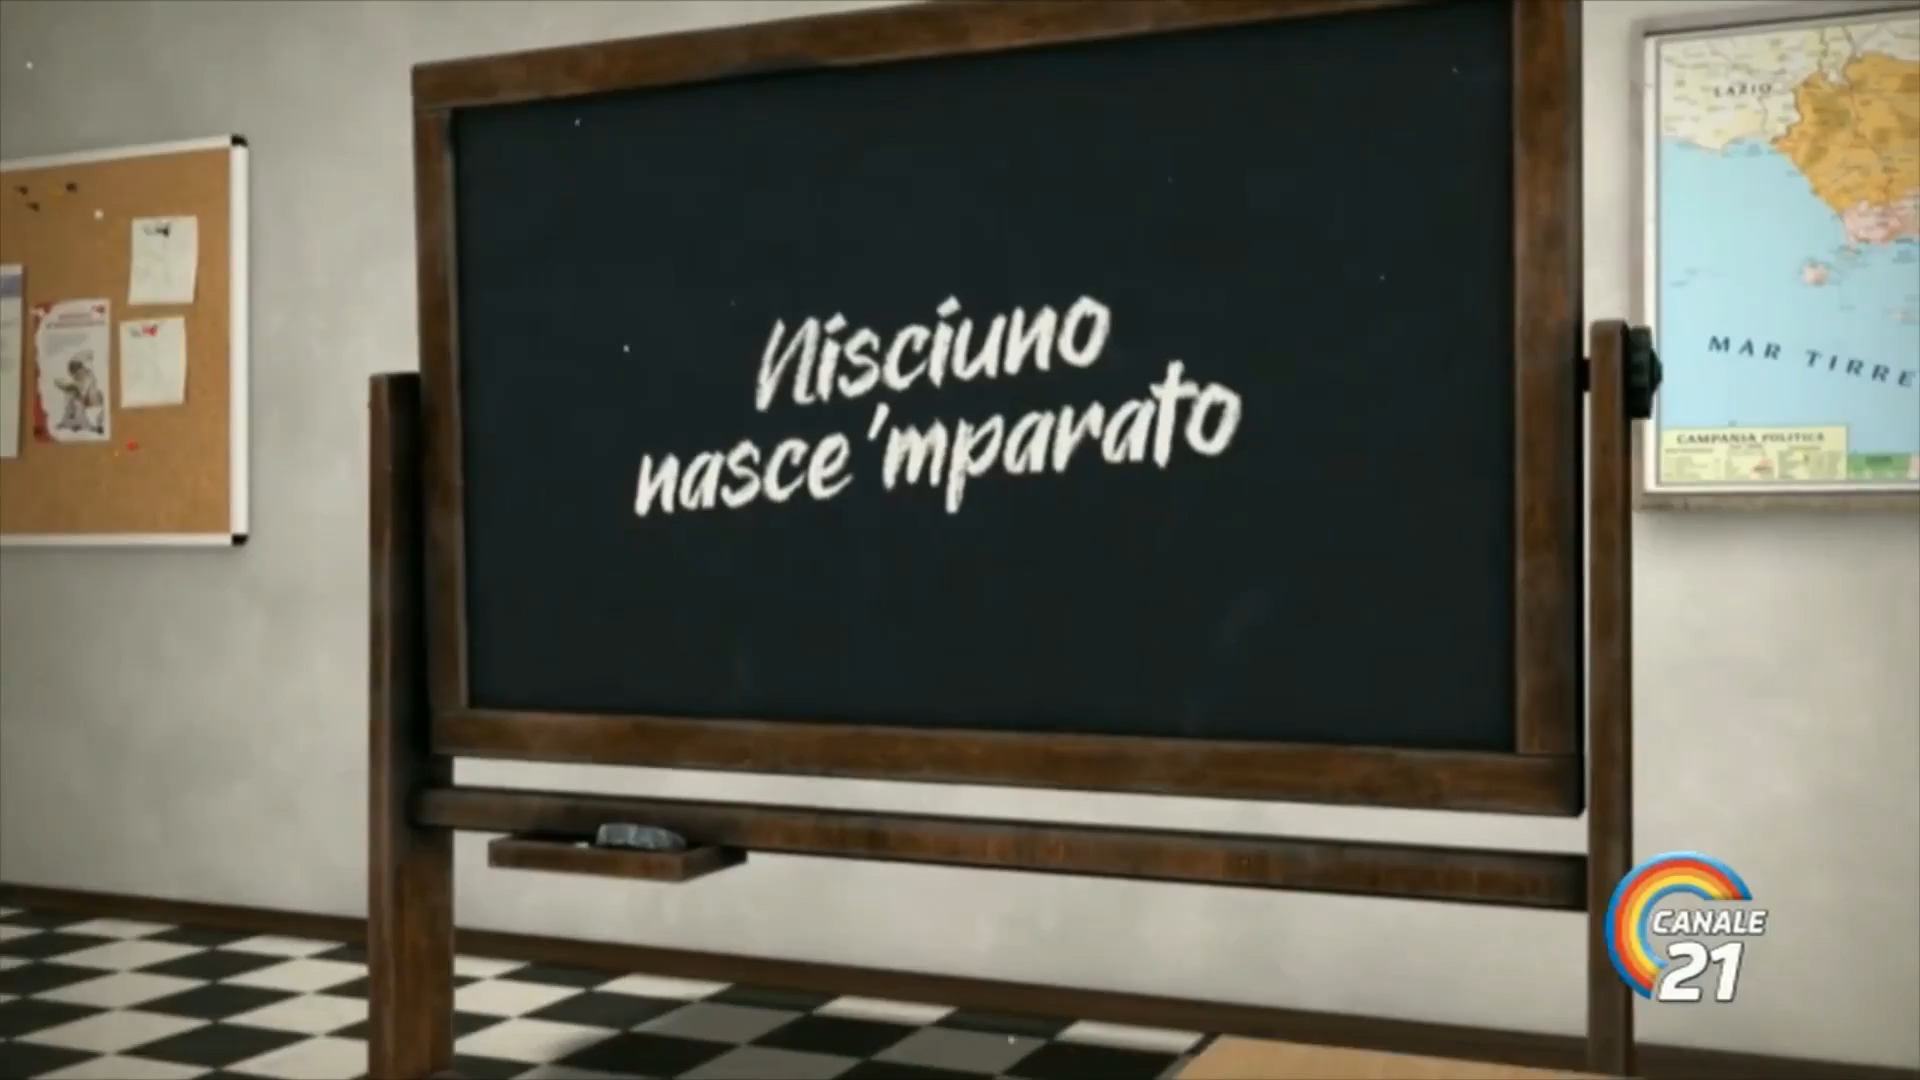 Nisciuno
nasce 'mparato
LAZIO
MAR TIRRE
CAMPANIA POLITICA
CANALE
21